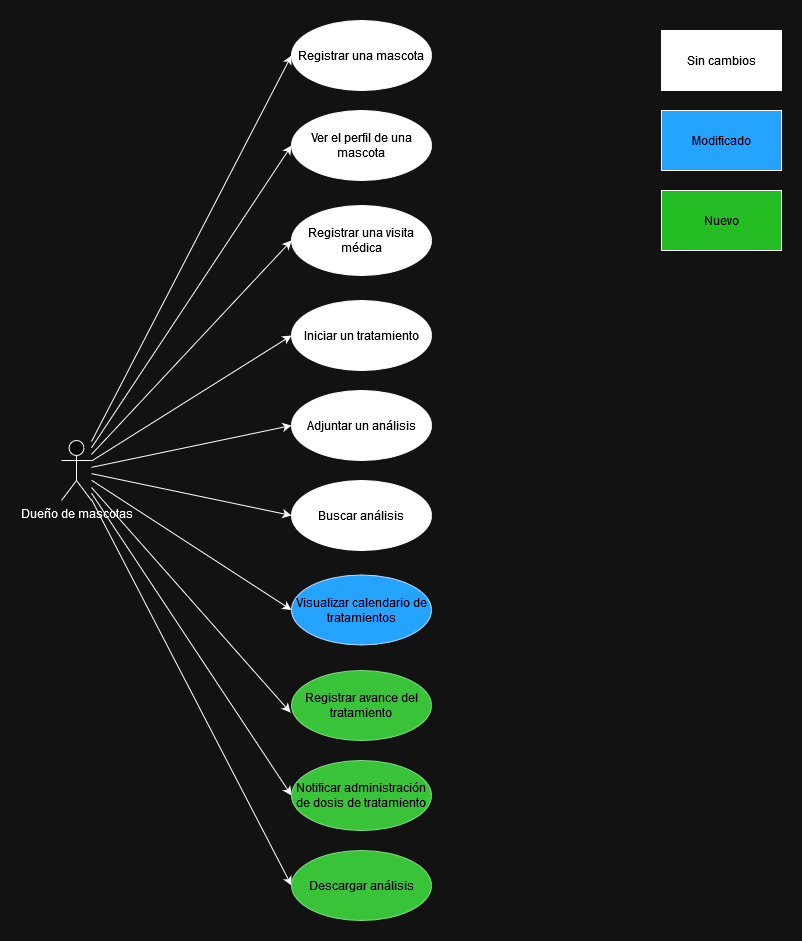 Registrar una mascota
Ver el perfil de una
mascota
Registrar una visita
médica
Iniciar un tratamiento
Adjuntar un análisis
Buscar análisis
Visualizar calendario de
tratamientos
Registrar avance del
tratamiento
Notificar administración
de dosis de tratamiento
Descargar análisis
Dueño de mascotas
Sin cambios
Modificado
Nuevo